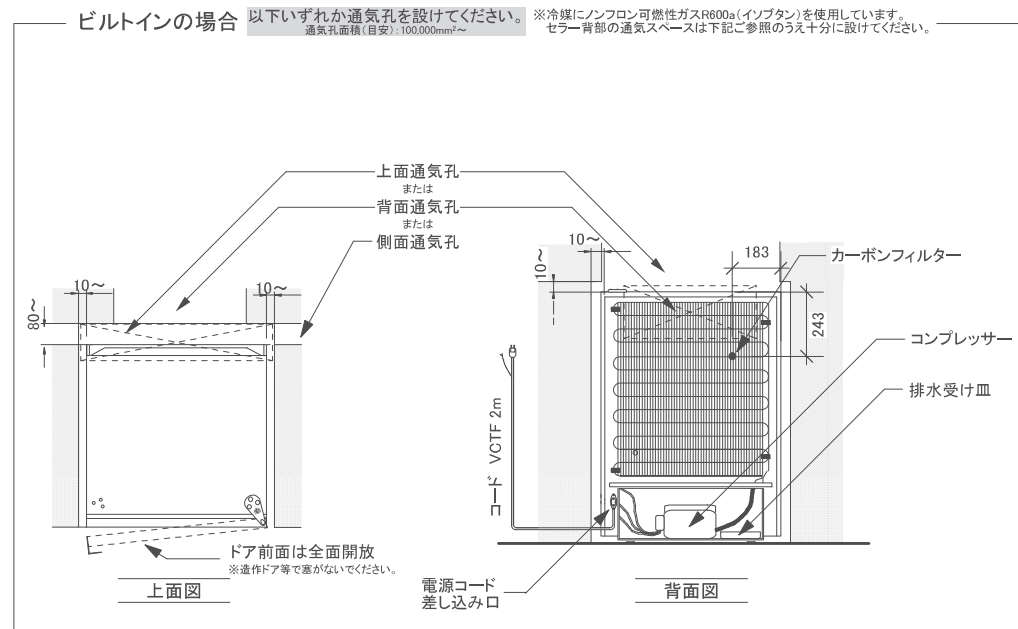 ビルトインの場合
以下いずれか通気孔を設けてください。
通気孔面積(目安):100,000mm²～
※冷媒にノンフロン可燃性ガスR600a(イソブタン)を使用しています。
セラー背部の通気スペースは下記ご参照のうえ十分に設けてください。
上面通気孔
または
背面通気孔
または
側面通気孔
10～
10～
80～
ドア前面は全面開放
※造作ドア等で塞がないでください。
上面図
10～
10～
183
カーボンフィルター
243
コンプレッサー
排水受け皿
コード VCTF 2m
電源コード
差し込み口
背面図